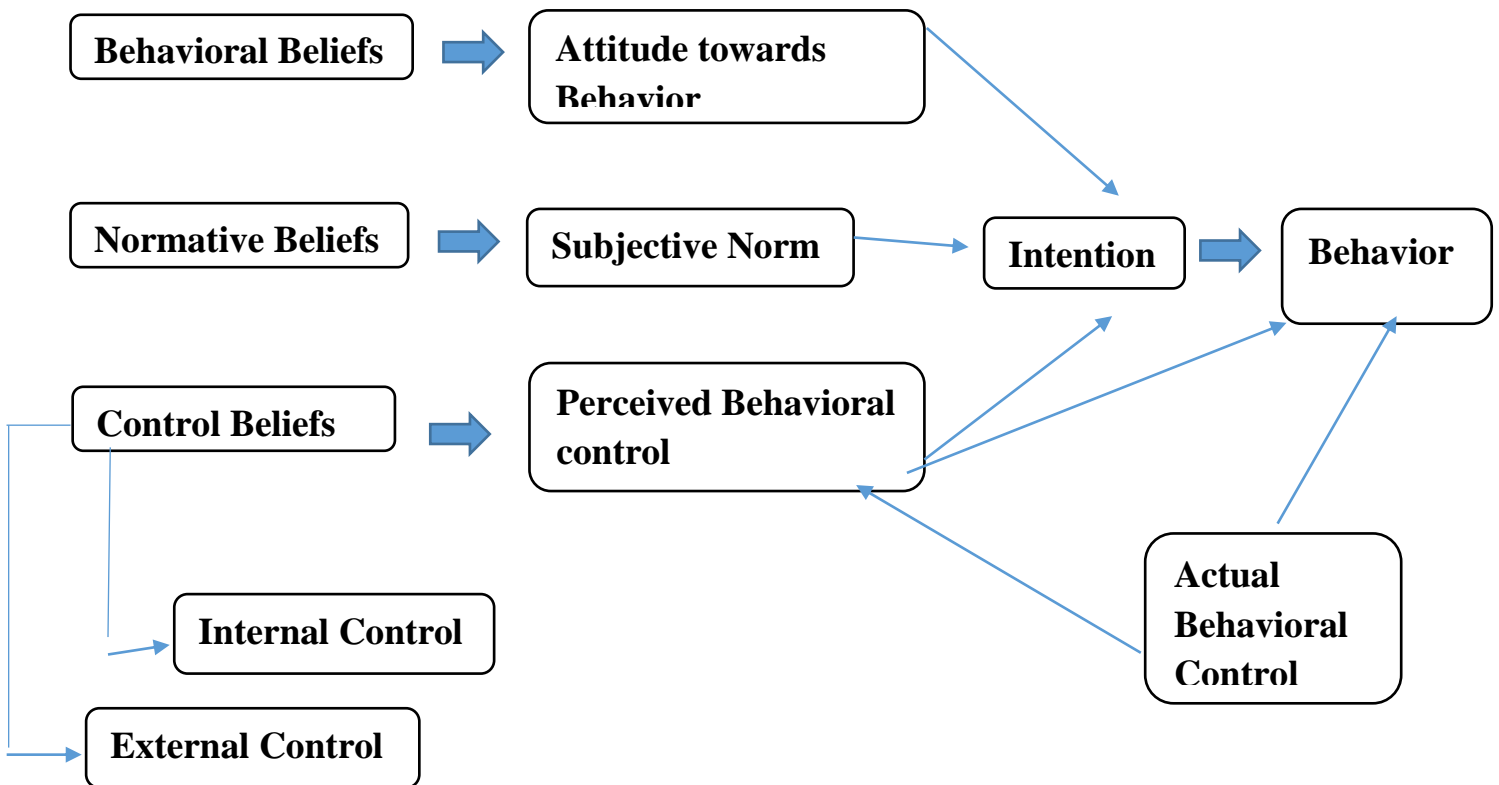 Behavioral Beliefs
Attitude towards
Behavior
Normative Beliefs
Subjective Norm
Intention
Behavior
Control Beliefs
Perceived Behavioral
control
Internal Control
External Control
Actual
Behavioral
Control